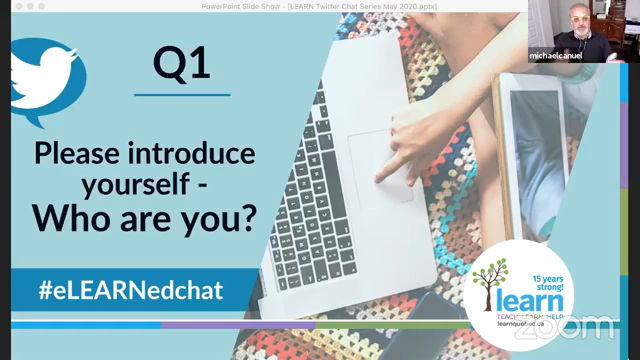 PowerPoint Slide Show - [LEARN Twitter Chat Series May 2020.pptx]
michaelcanuel
Q1
Please introduce
yourself -
Who are you?
#eLEARNedchat
15 years
strong!
learn
TEACH. LEARN. HELP.
learnquebec.ca
zoom